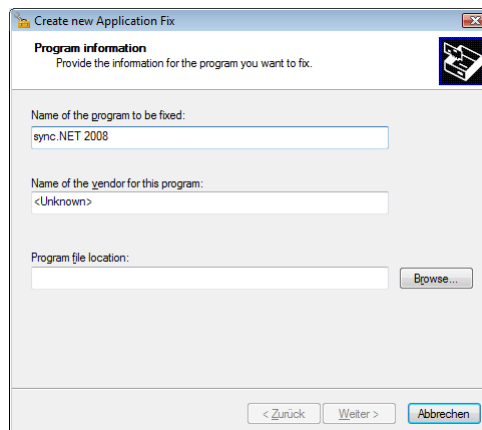 Create new Application Fix
Program information
Provide the information for the program you want to fix.
Name of the program to be fixed:
sync.NET 2008
Name of the vendor for this program:
<Unknown>
Program file location:
Browse...
< Zurück
Weiter >
Abbrechen